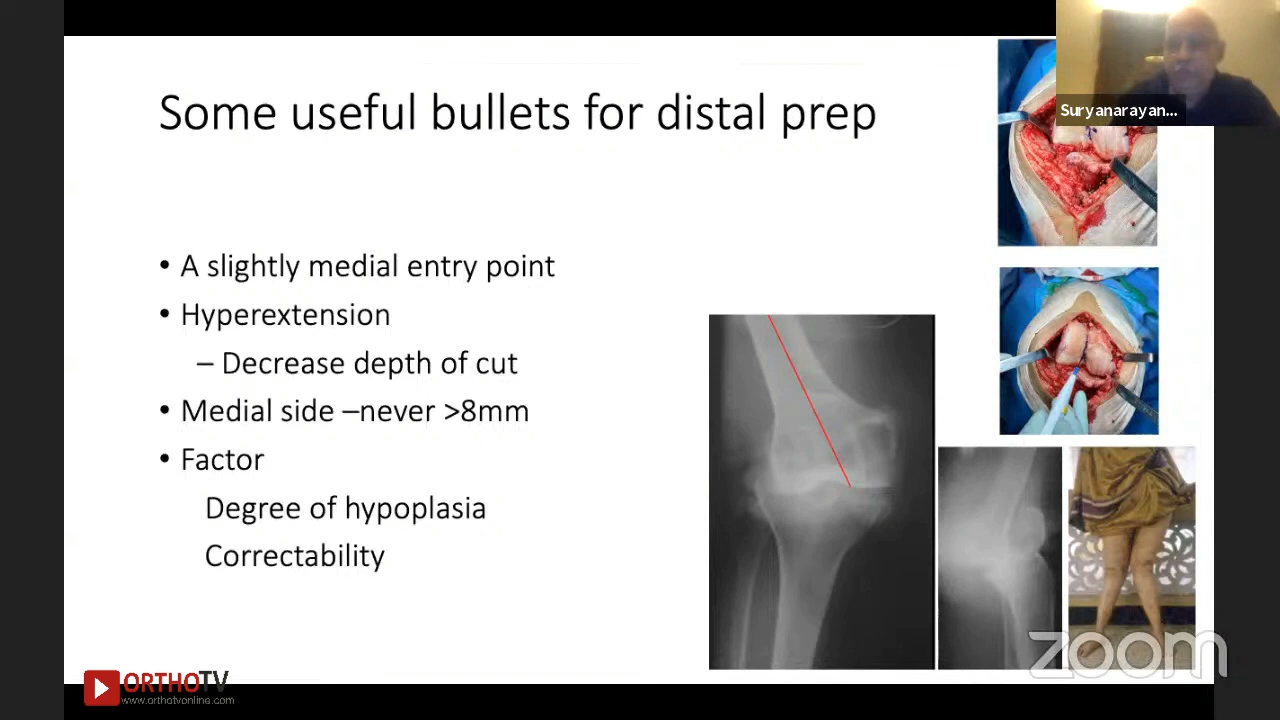 Some useful bullets for distal prep
Suryanarayan...
• A slightly medial entry point
• Hyperextension
– Decrease depth of cut
• Medial side –never >8mm
• Factor
Degree of hypoplasia
Correctability
zoom
ORTHOTV
www.orthotvonline.com